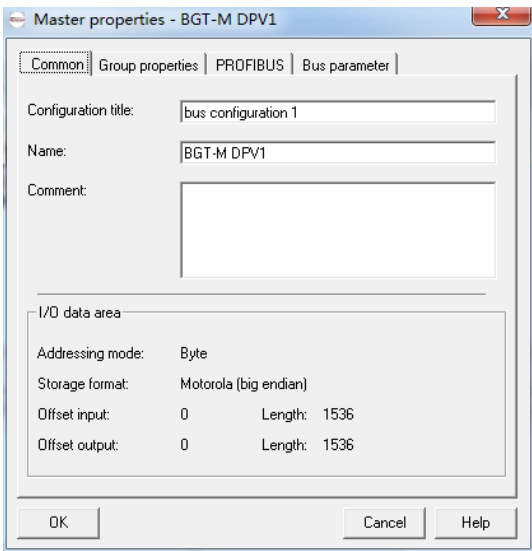 Master properties - BGT-M DPV1
Common Group properties PROFIBUS Bus parameter
Configuration title: bus configuration 1
Name: BGT-M DPV1
Comment:
I/O data area
Addressing mode: Byte
Storage format: Motorola (big endian)
Offset input: 0 Length: 1536
Offset output: 0 Length: 1536
OK Cancel Help